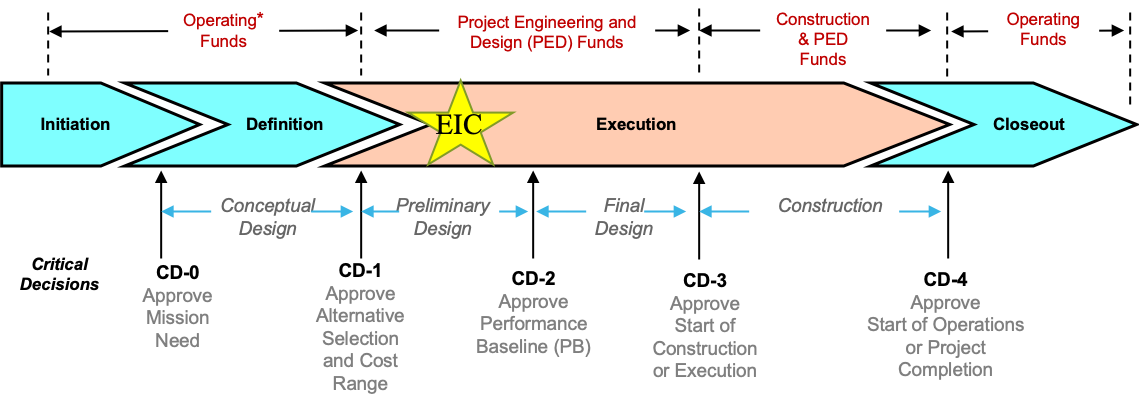 Operating*
Funds
Project Engineering and
Design (PED) Funds
Construction
& PED
Funds
Operating
Funds
Initiation
Definition
EIC
Execution
Closeout
Conceptual
Design
Preliminary
Design
Final
Design
Construction
Critical
Decisions
CD-0
Approve
Mission
Need
CD-1
Approve
Alternative
Selection
and Cost
Range
CD-2
Approve
Performance
Baseline (PB)
CD-3
Approve
Start of
Construction
or Execution
CD-4
Approve
Start of Operations
or Project
Completion